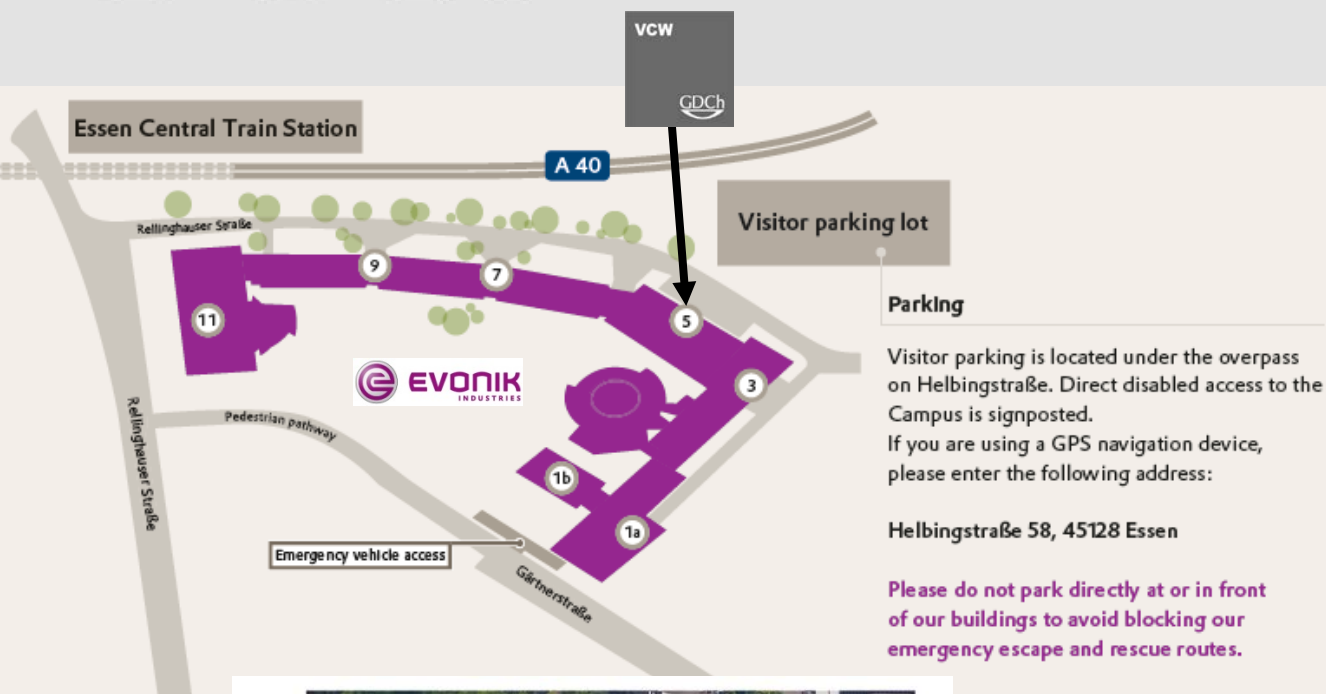 VCW
GDCh
Essen Central Train Station
A 40
Visitor parking lot
Rellinghauser Straße
9
7
11
5
3
EVONIK
INDUSTRIES
Rellinghauser Straße
Pedestrian pathway
1b
1a
Emergency vehicle access
Gärtnerstraße
Parking
Visitor parking is located under the overpass
on Helbingstraße. Direct disabled access to the
Campus is signposted.
If you are using a GPS navigation device,
please enter the following address:
Helbingstraße 58, 45128 Essen
Please do not park directly at or in front
of our buildings to avoid blocking our
emergency escape and rescue routes.